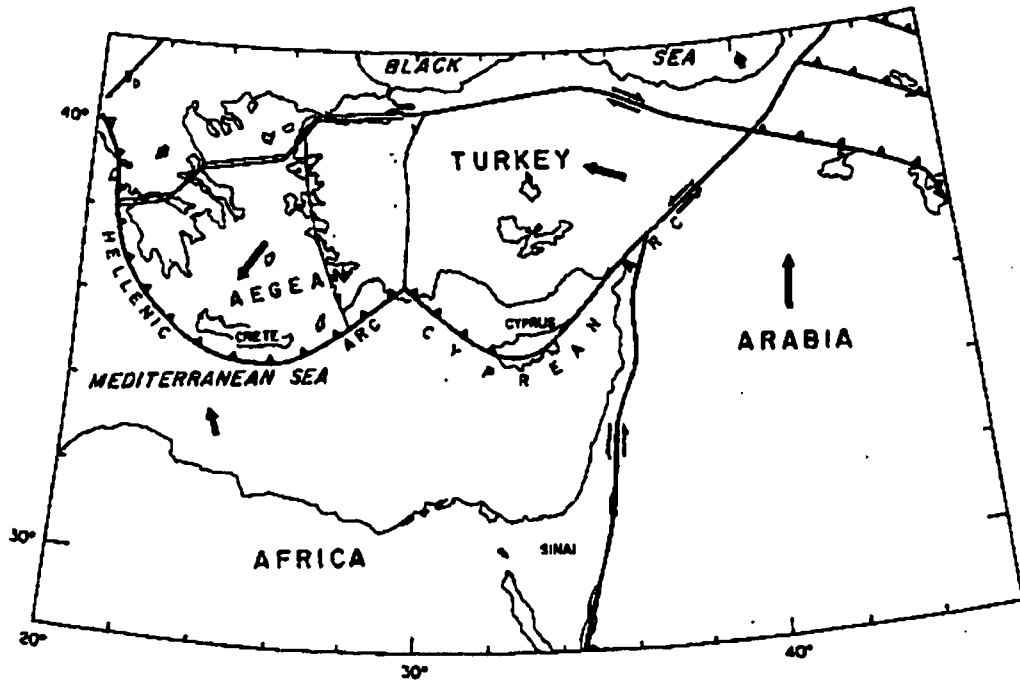 BLACK
SEA
40°
TURKEY
HELLENIC
AEGEAN
ARC
CRETE
CYPREAN
ARC
CYPRUS
ARABIA
MEDITERRANEAN SEA
30°
AFRICA
SINAI
20°
30°
40°